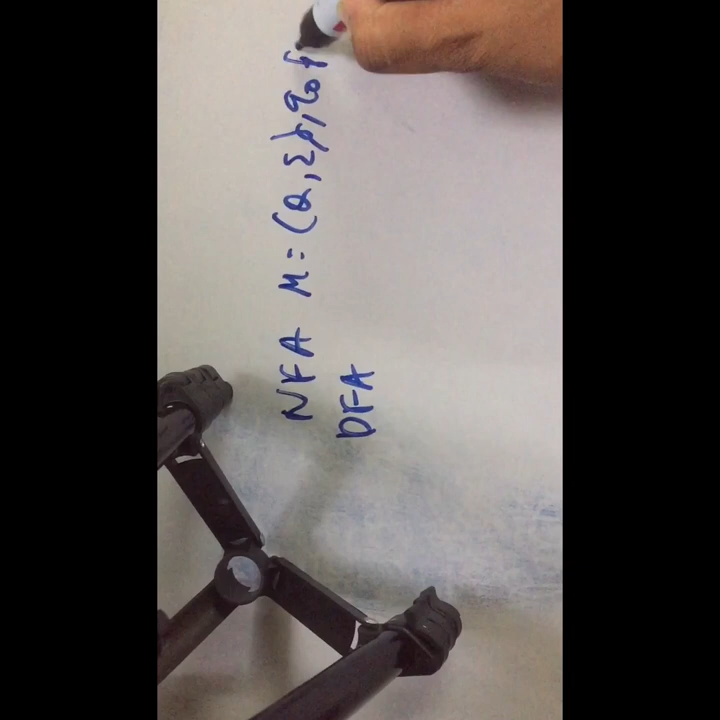 NFA M = (Q, Σ, δ, q₀ F
DFA